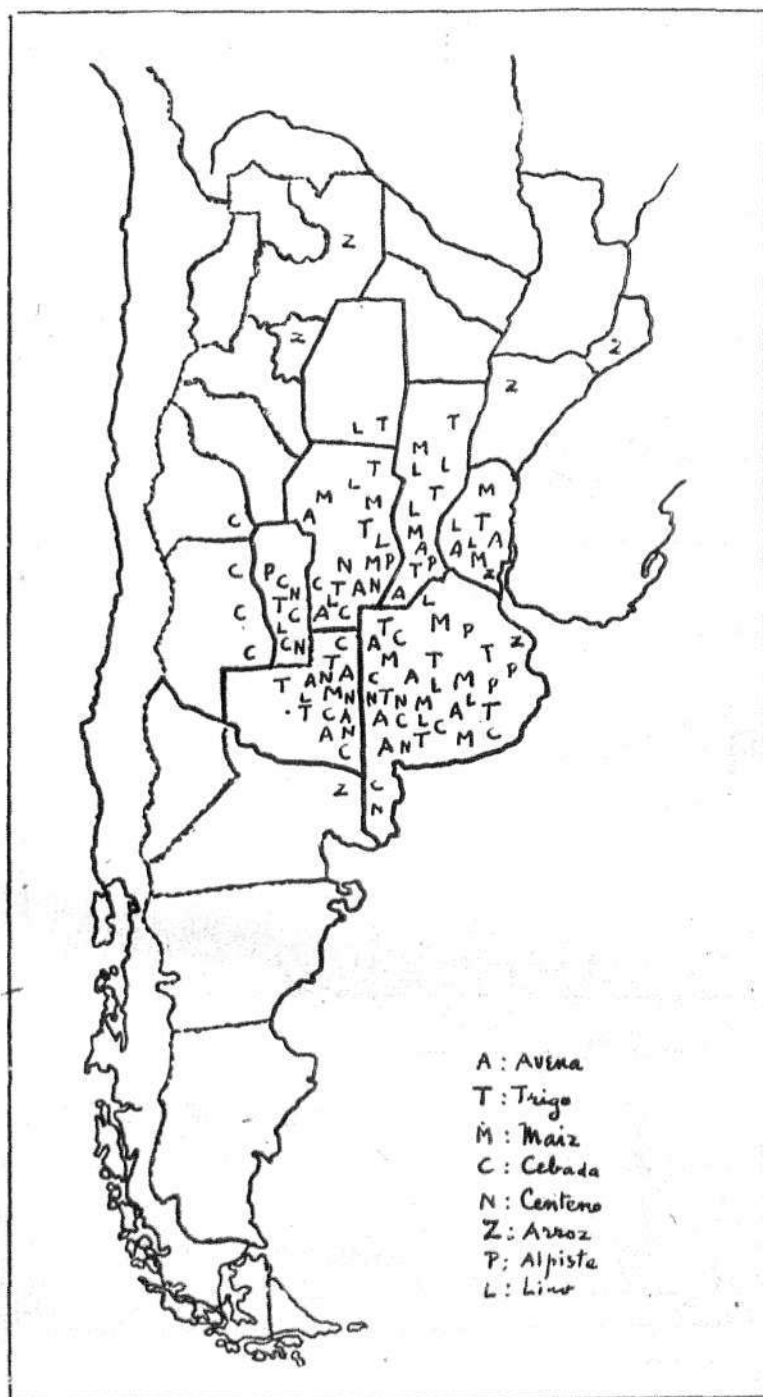 Z
Z
Z
Z
L T
T
M
L L
T
L
M
A
T P
A
T
L
M
M
A
T
L
N M P
L T A N
A C
C
M
T
L
A L A
M
Z
C
C
C
C
P
C
N
T
C
L
C N
L
M P
Z
T C
A
M
T
T
P
C
A
P
L M
N T N
M
L
A C L
C A
T
A N T
M C
C
T
A N A
T
L M N
T C A
A N
C
Z
C
N
A : Avena
T : Trigo
M : Maiz
C : Cebada
N : Centeno
Z : Arroz
P : Alpiste
L : Lino